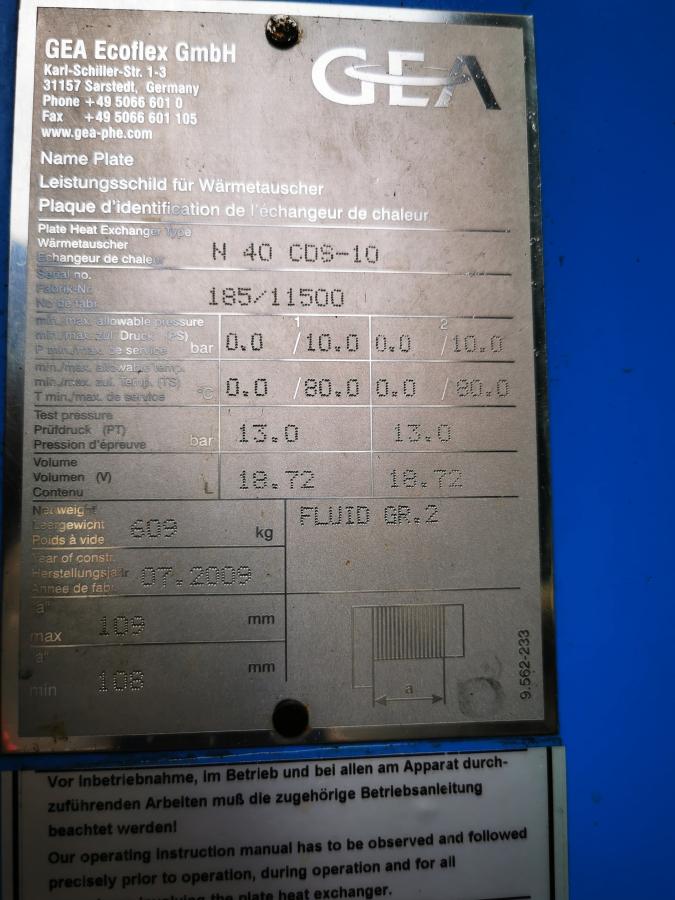 GEA Ecoflex GmbH
Karl-Schiller-Str. 1-3
31157 Sarstedt, Germany
Phone +49 5066 601 0
Fax +49 5066 601 105
www.gea-phe.com
GEA
Name Plate
Leistungsschild für Wärmetauscher
Plaque d'identification de l'échangeur de chaleur
Plate Heat Exchanger Type
Wärmetauscher
Echangeur de chaleur
N 40 CDS-10
Serial no.
Fabrik-Nr.
No de fabr.
185/11500
min./max. allowable pressure
min./max. zul. Druck (PS)
P min./max. de service bar
1 2
0.0 /10.0 0.0 /10.0
min./max. allowable temp.
min./max. zul. Temp. (TS)
T min./max. de service °C
0.0 /80.0 0.0 /80.0
Test pressure
Prüfdruck (PT)
Pression d'épreuve bar
13.0 13.0
Volume
Volumen (V)
Contenu L
18.72 18.72
Net weight
Leergewicht
Poids à vide
609 kg
FLUID GR.2
Year of constr.
Herstellungsjahr
Annee de fabr.
07.2009
"a"
max 109 mm
"a"
min 108 mm
a
9.562-233
Vor Inbetriebnahme, im Betrieb und bei allen am Apparat durch-
zuführenden Arbeiten muß die zugehörige Betriebsanleitung
beachtet werden!
Our operating instruction manual has to be observed and followed
precisely prior to operation, during operation and for all
the plate heat exchanger.